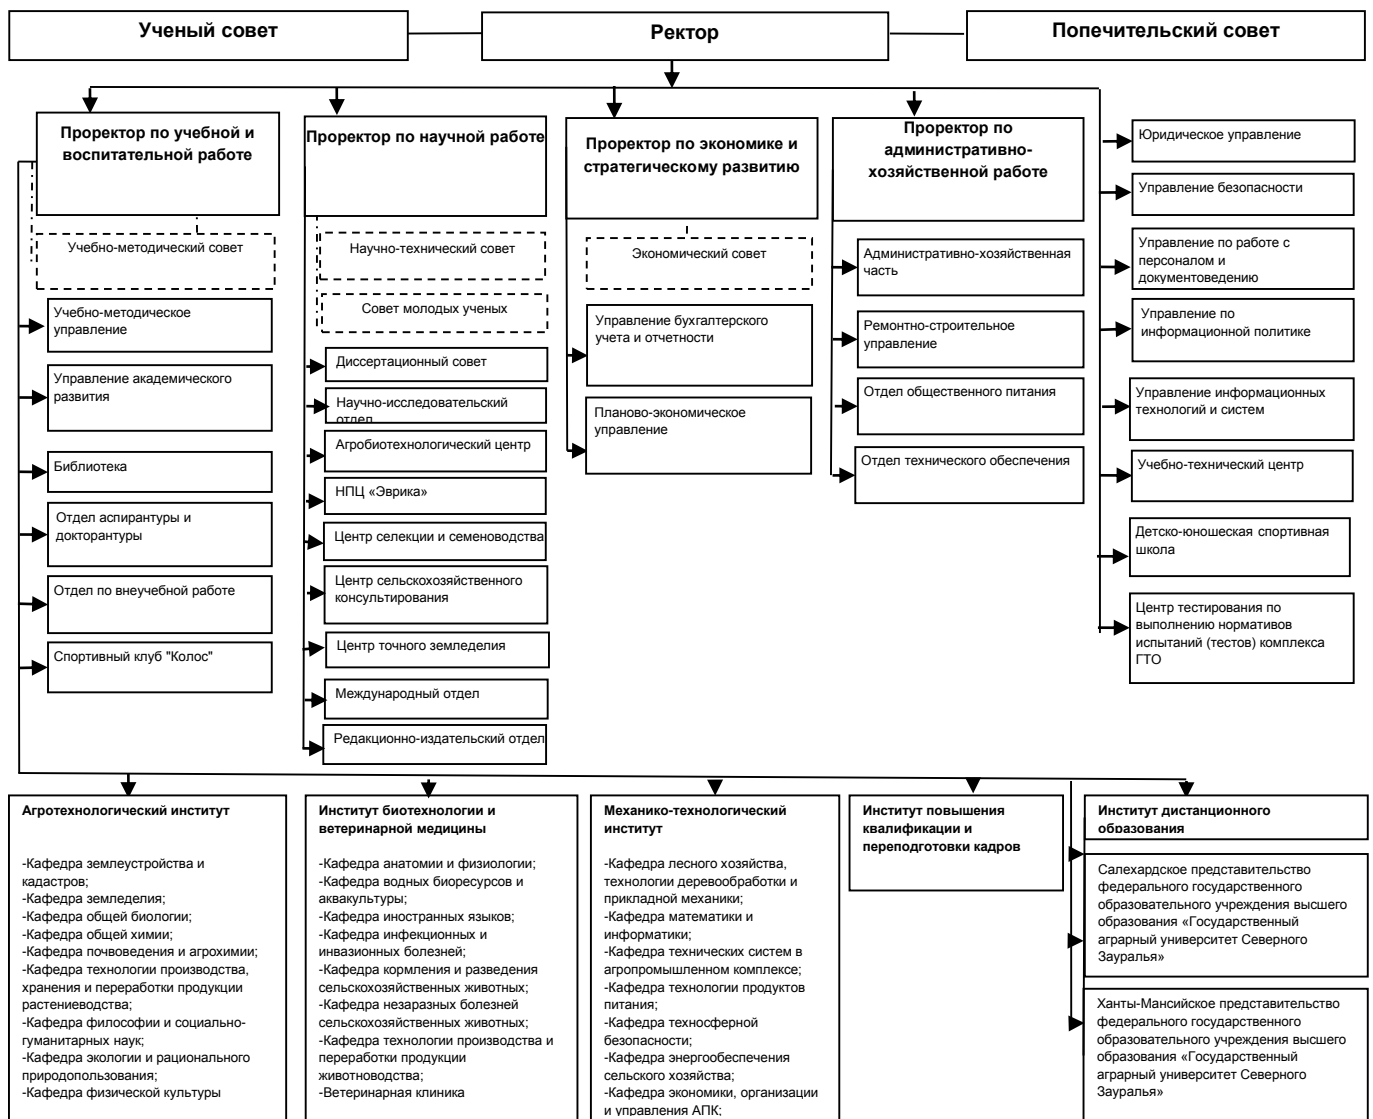 Ученый совет
Ректор
Попечительский совет
Проректор по учебной и
воспитательной работе
Учебно-методический совет
Учебно-методическое
управление
Управление академического
развития
Библиотека
Отдел аспирантуры и
докторантуры
Отдел по внеучебной работе
Спортивный клуб "Колос"
Проректор по научной работе
Научно-технический совет
Совет молодых ученых
Диссертационный совет
Научно-исследовательский
отдел
Агробиотехнологический центр
НПЦ «Эврика»
Центр селекции и семеноводства
Центр сельскохозяйственного
консультирования
Центр точного земледелия
Международный отдел
Редакционно-издательский отдел
Проректор по экономике и
стратегическому развитию
Экономический совет
Управление бухгалтерского
учета и отчетности
Планово-экономическое
управление
Проректор по
административно-
хозяйственной работе
Административно-хозяйственная
часть
Ремонтно-строительное
управление
Отдел общественного питания
Отдел технического обеспечения
Юридическое управление
Управление безопасности
Управление по работе с
персоналом и
документоведению
Управление по
информационной политике
Управление информационных
технологий и систем
Учебно-технический центр
Детско-юношеская спортивная
школа
Центр тестирования по
выполнению нормативов
испытаний (тестов) комплекса
ГТО
Агротехнологический институт
-Кафедра землеустройства и
кадастров;
-Кафедра земледелия;
-Кафедра общей биологии;
-Кафедра общей химии;
-Кафедра почвоведения и агрохимии;
-Кафедра технологии производства,
хранения и переработки продукции
растениеводства;
-Кафедра философии и социально-
гуманитарных наук;
-Кафедра экологии и рационального
природопользования;
-Кафедра физической культуры
Институт биотехнологии и
ветеринарной медицины
-Кафедра анатомии и физиологии;
-Кафедра водных биоресурсов и
аквакультуры;
-Кафедра иностранных языков;
-Кафедра инфекционных и
инвазионных болезней;
-Кафедра кормления и разведения
сельскохозяйственных животных;
-Кафедра незаразных болезней
сельскохозяйственных животных;
-Кафедра технологии производства и
переработки продукции
животноводства;
-Ветеринарная клиника
Механико-технологический
институт
-Кафедра лесного хозяйства,
технологии деревообработки и
прикладной механики;
-Кафедра математики и
информатики;
-Кафедра технических систем в
агропромышленном комплексе;
-Кафедра технологии продуктов
питания;
-Кафедра техносферной
безопасности;
-Кафедра энергообеспечения
сельского хозяйства;
-Кафедра экономики, организации
и управления АПК;
Институт повышения
квалификации и
переподготовки кадров
Институт дистанционного
образования
Салехардское представительство
федерального государственного
образовательного учреждения высшего
образования «Государственный
аграрный университет Северного
Зауралья»
Ханты-Мансийское представительство
федерального государственного
образовательного учреждения высшего
образования «Государственный
аграрный университет Северного
Зауралья»